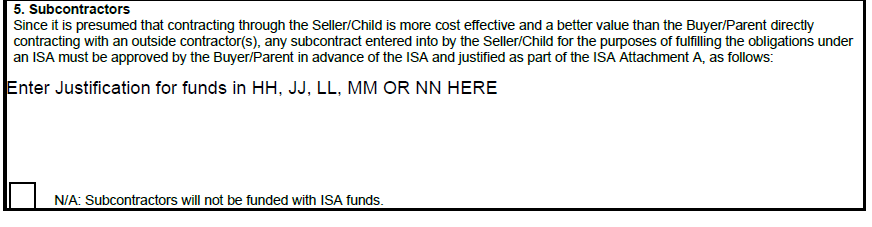 5. Subcontractors
Since it is presumed that contracting through the Seller/Child is more cost effective and a better value than the Buyer/Parent directly
contracting with an outside contractor(s), any subcontract entered into by the Seller/Child for the purposes of fulfilling the obligations under
an ISA must be approved by the Buyer/Parent in advance of the ISA and justified as part of the ISA Attachment A, as follows:
Enter Justification for funds in HH, JJ, LL, MM OR NN HERE
N/A: Subcontractors will not be funded with ISA funds.